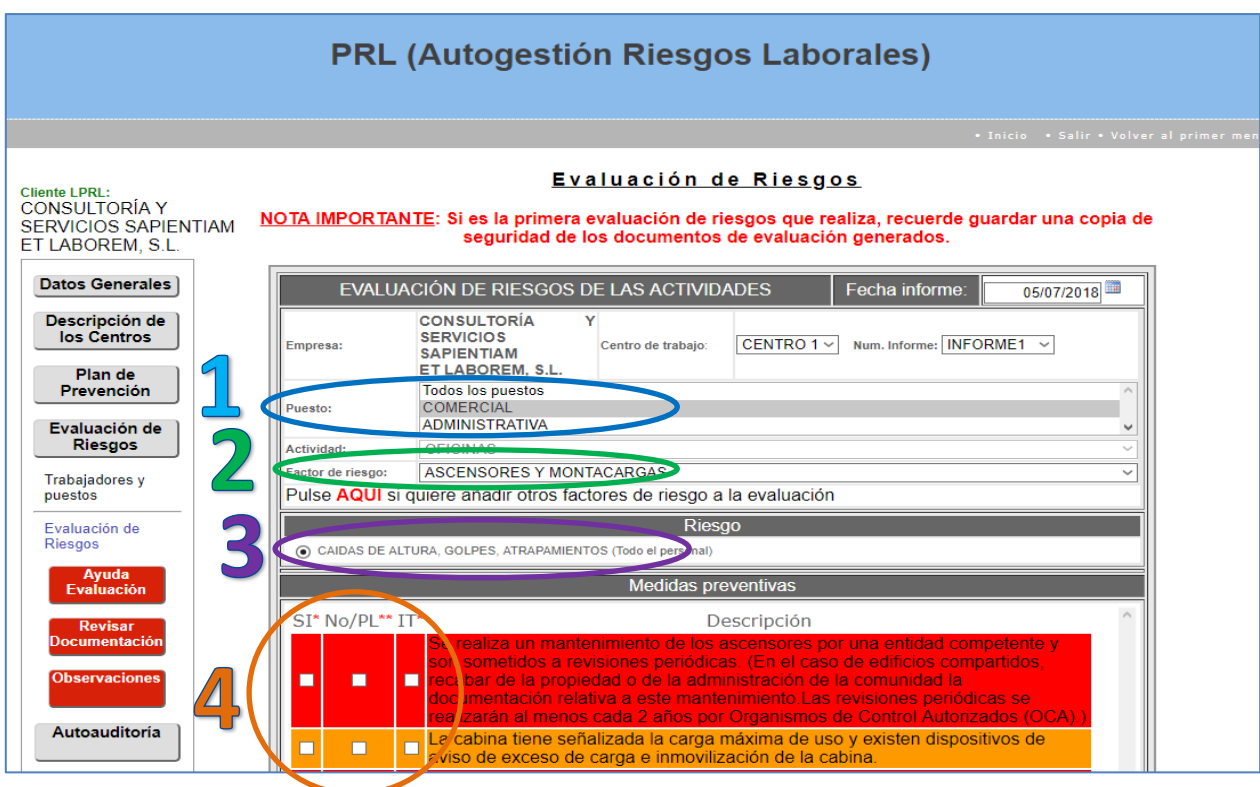 PRL (Autogestión Riesgos Laborales)
• Inicio • Salir • Volver al primer men
Cliente LPRL:
CONSULTORÍA Y
SERVICIOS SAPIENTIAM
ET LABOREM, S.L.
Evaluación de Riesgos
NOTA IMPORTANTE: Si es la primera evaluación de riesgos que realiza, recuerde guardar una copia de
seguridad de los documentos de evaluación generados.
Datos Generales
Descripción de
los Centros
Plan de
Prevención
Evaluación de
Riesgos
Trabajadores y
puestos
Evaluación de
Riesgos
Ayuda
Evaluación
Revisar
Documentación
Observaciones
Autoauditoría
1
2
3
4
EVALUACIÓN DE RIESGOS DE LAS ACTIVIDADES
Fecha informe:
05/07/2018
Empresa:
CONSULTORÍA Y
SERVICIOS
SAPIENTIAM
ET LABOREM, S.L.
Centro de trabajo:
CENTRO 1
Num. Informe:
INFORME1
Puesto:
Todos los puestos
COMERCIAL
ADMINISTRATIVA
Actividad:
OFICINAS
Factor de riesgo:
ASCENSORES Y MONTACARGAS
Pulse AQUI si quiere añadir otros factores de riesgo a la evaluación
Riesgo
CAIDAS DE ALTURA, GOLPES, ATRAPAMIENTOS (Todo el personal)
Medidas preventivas
SI* No/PL** IT* Descripción
Se realiza un mantenimiento de los ascensores por una entidad competente y
son sometidos a revisiones periódicas. (En el caso de edificios compartidos,
recabar de la propiedad o de la administración de la comunidad la
documentación relativa a este mantenimiento.Las revisiones periódicas se
realizarán al menos cada 2 años por Organismos de Control Autorizados (OCA).)
La cabina tiene señalizada la carga máxima de uso y existen dispositivos de
aviso de exceso de carga e inmovilización de la cabina.